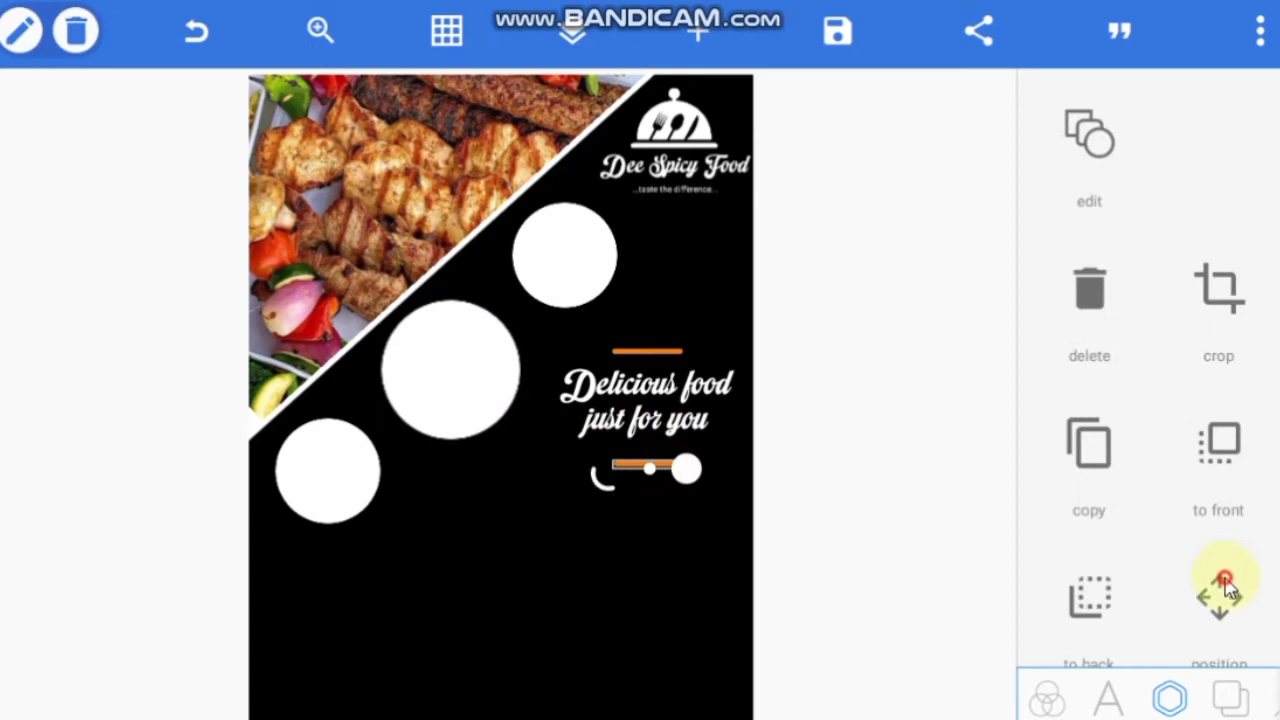 www.BANDICAM.com
Dee Spicy Food
...taste the difference...
edit
delete
crop
Delicious food
just for you
copy
to front
to back
position